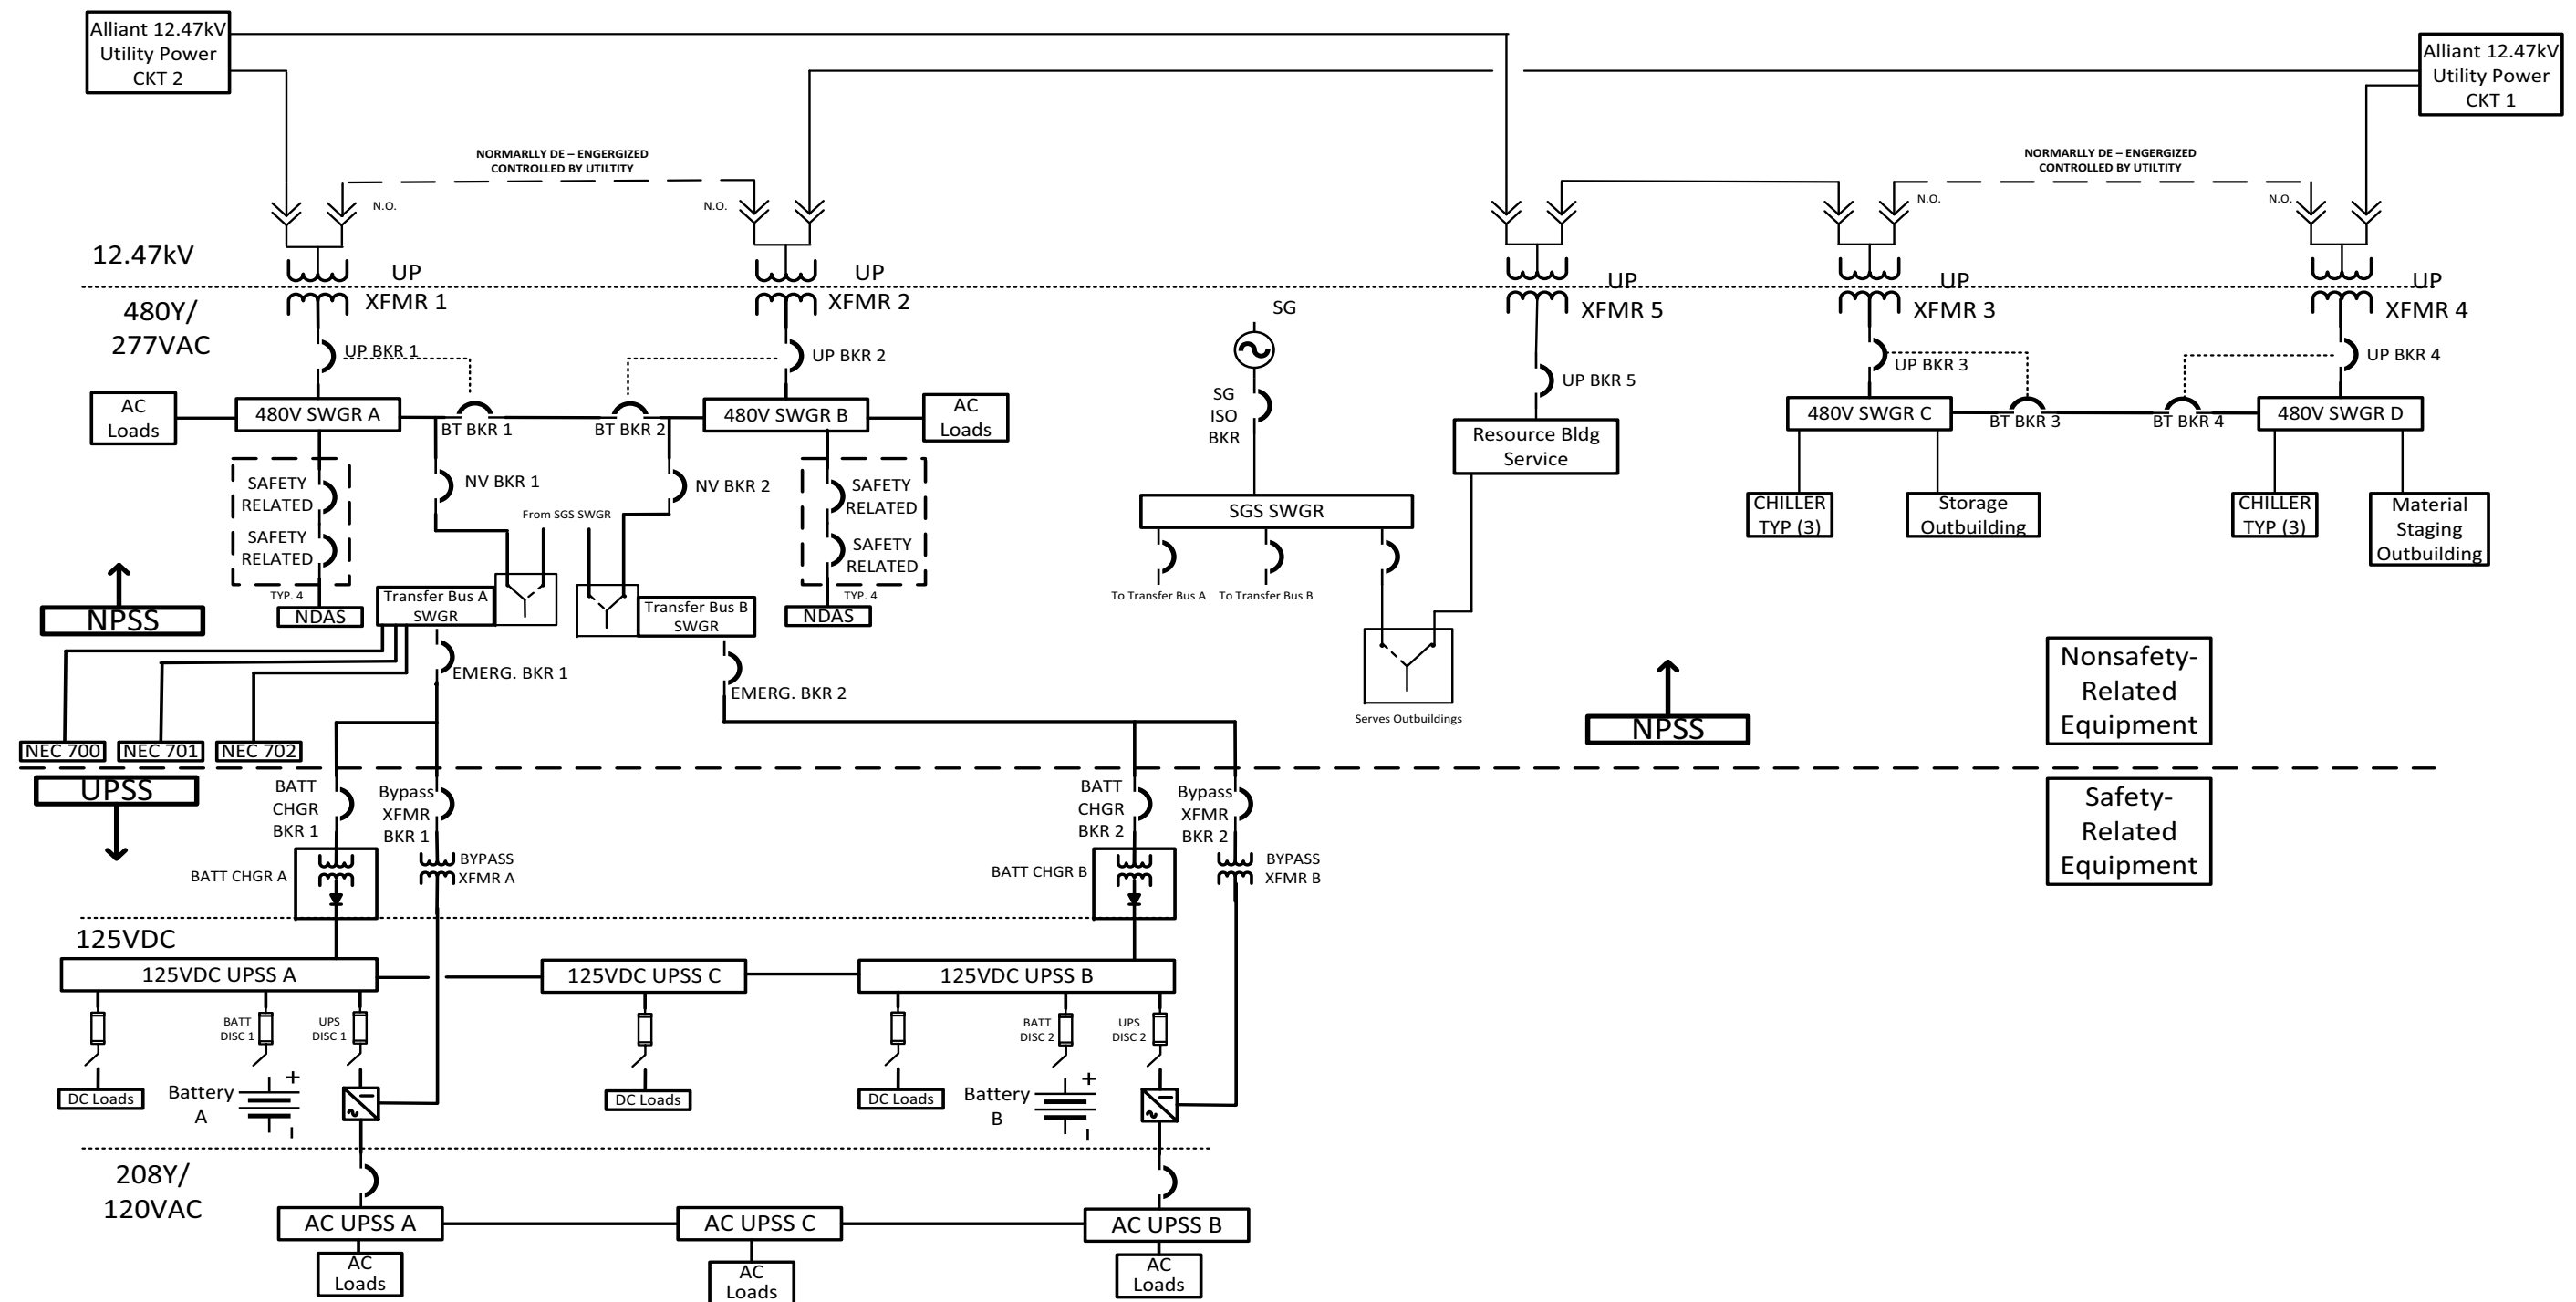 Alliant 12.47kV
Utility Power
CKT 2
Alliant 12.47kV
Utility Power
CKT 1
NORMARLLY DE – ENGERGIZED
CONTROLLED BY UTILTITY
NORMARLLY DE – ENGERGIZED
CONTROLLED BY UTILTITY
N.O.
N.O.
N.O.
N.O.
12.47kV
480Y/
277VAC
UP
XFMR 1
UP
XFMR 2
UP
XFMR 5
UP
XFMR 3
UP
XFMR 4
SG
UP BKR 1
UP BKR 2
SG
ISO
BKR
UP BKR 5
UP BKR 3
UP BKR 4
AC
Loads
480V SWGR A
BT BKR 1
BT BKR 2
480V SWGR B
AC
Loads
Resource Bldg
Service
480V SWGR C
BT BKR 3
BT BKR 4
480V SWGR D
SAFETY
RELATED
SAFETY
RELATED
TYP. 4
NDAS
NV BKR 1
NV BKR 2
From SGS SWGR
SAFETY
RELATED
SAFETY
RELATED
TYP. 4
NDAS
SGS SWGR
To Transfer Bus A
To Transfer Bus B
CHILLER
TYP (3)
Storage
Outbuilding
CHILLER
TYP (3)
Material
Staging
Outbuilding
NPSS
Transfer Bus A
SWGR
Transfer Bus B
SWGR
EMERG. BKR 1
EMERG. BKR 2
Serves Outbuildings
NPSS
Nonsafety-
Related
Equipment
NEC 700
NEC 701
NEC 702
UPSS
BATT
CHGR
BKR 1
Bypass
XFMR
BKR 1
BATT
CHGR
BKR 2
Bypass
XFMR
BKR 2
Safety-
Related
Equipment
BATT CHGR A
BYPASS
XFMR A
BATT CHGR B
BYPASS
XFMR B
125VDC
125VDC UPSS A
125VDC UPSS C
125VDC UPSS B
BATT
DISC 1
UPS
DISC 1
BATT
DISC 2
UPS
DISC 2
DC Loads
Battery
A
+
-
DC Loads
DC Loads
Battery
B
+
-
208Y/
120VAC
AC UPSS A
AC UPSS C
AC UPSS B
AC
Loads
AC
Loads
AC
Loads